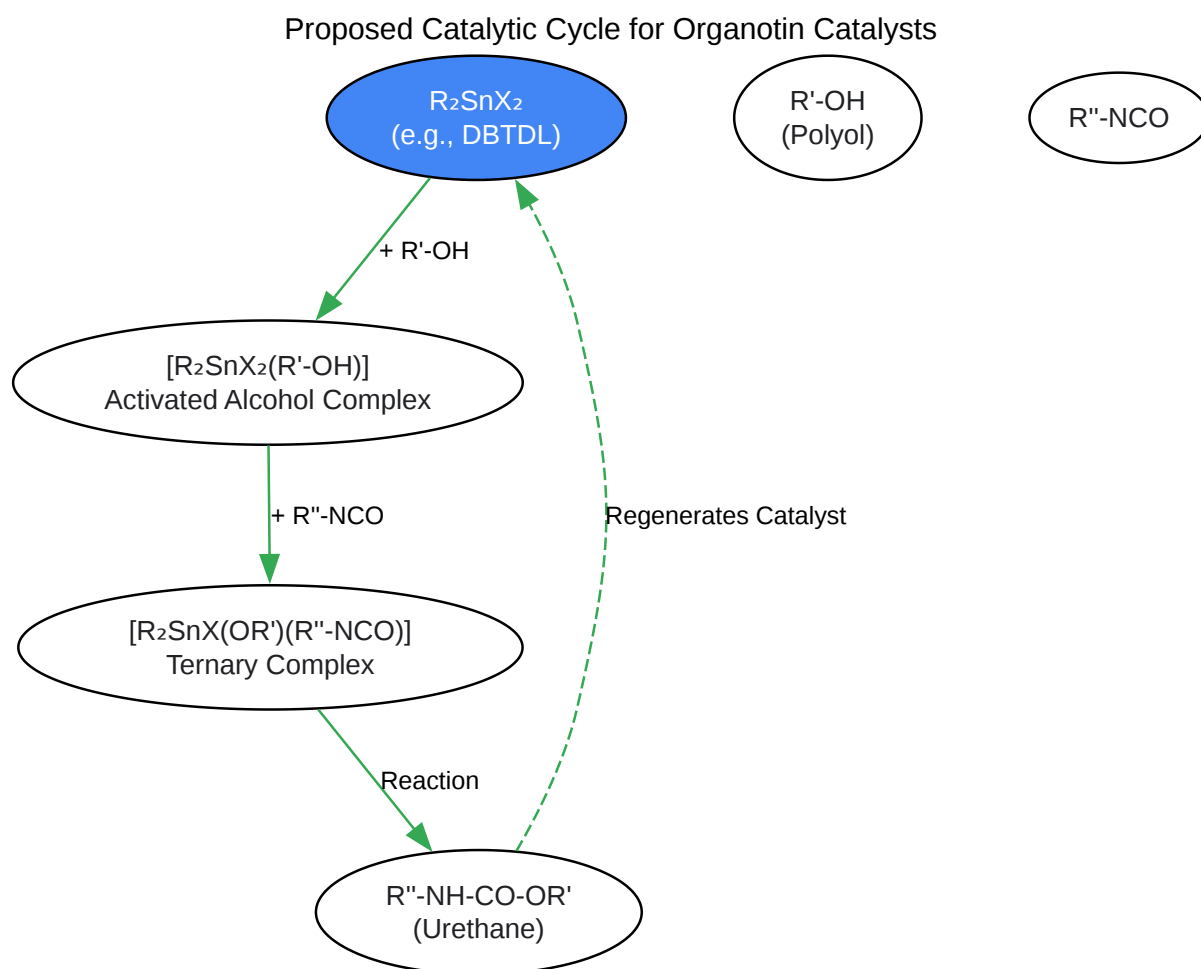 Proposed Catalytic Cycle for Organotin Catalysts
R₂SnX₂
(e.g., DBTDL)
R'-OH
(Polyol)
R''-NCO
+ R'-OH
[R₂SnX₂(R'-OH)]
Activated Alcohol Complex
+ R''-NCO
Regenerates Catalyst
[R₂SnX(OR')(R''-NCO)]
Ternary Complex
Reaction
R''-NH-CO-OR'
(Urethane)